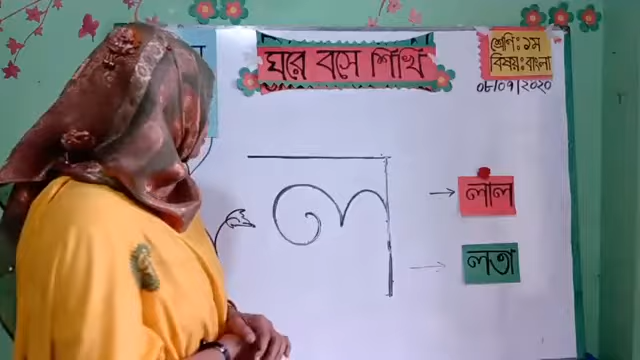 ঘরে বসে শিখি
শ্রেণি: ১ম
বিষয়: বাংলা
০৮/০৭/২০২০
ল
লাল
লতা